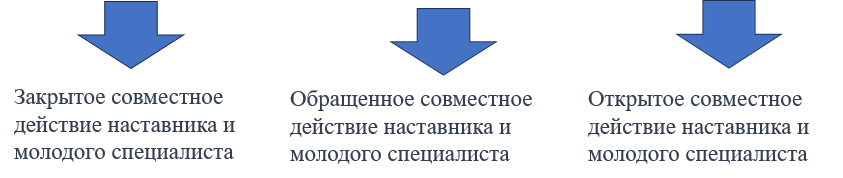 Закрытое совместное
действие наставника и
молодого специалиста
Обращенное совместное
действие наставника и
молодого специалиста
Открытое совместное
действие наставника и
молодого специалиста